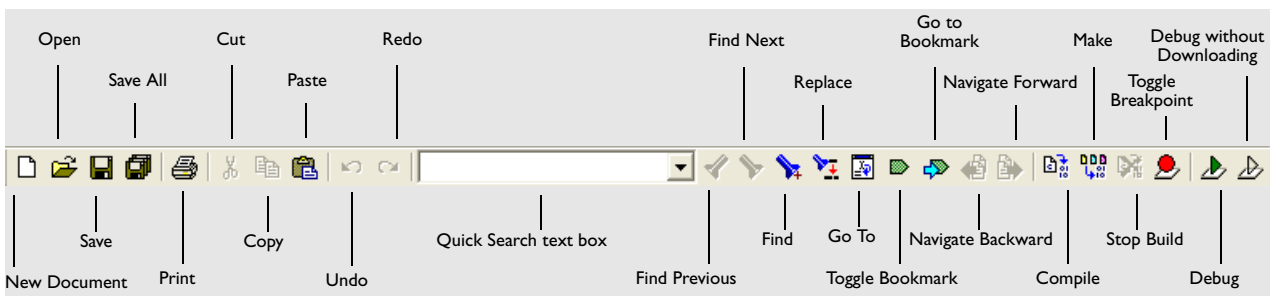 Go to
Bookmark
Debug without
Downloading
Open
Cut
Redo
Find Next
Make
Save All
Paste
Replace
Navigate Forward
Toggle
Breakpoint
Save
Copy
Quick Search text box
Find
Go To
Navigate Backward
Stop Build
New Document
Print
Undo
Find Previous
Toggle Bookmark
Compile
Debug